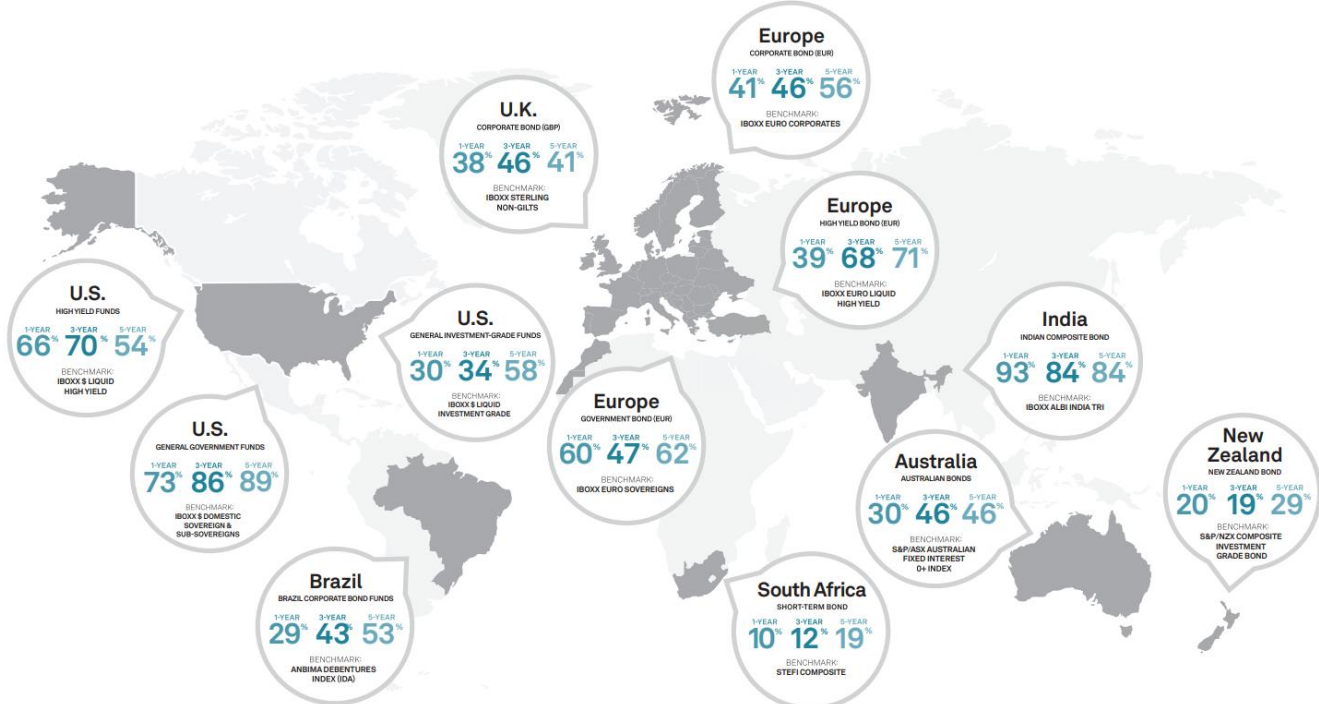 Europe
CORPORATE BOND (EUR)
1-YEAR 3-YEAR 5-YEAR
41% 46% 56%
BENCHMARK:
IBOXX EURO CORPORATES
U.K.
CORPORATE BOND (GBP)
1-YEAR 3-YEAR 5-YEAR
38% 46% 41%
BENCHMARK:
IBOXX STERLING
NON-GILTS
Europe
HIGH YIELD BOND (EUR)
1-YEAR 3-YEAR 5-YEAR
39% 68% 71%
BENCHMARK:
IBOXX EURO LIQUID
HIGH YIELD
U.S.
HIGH YIELD FUNDS
1-YEAR 3-YEAR 5-YEAR
66% 70% 54%
BENCHMARK:
IBOXX $ LIQUID
HIGH YIELD
U.S.
GENERAL INVESTMENT-GRADE FUNDS
1-YEAR 3-YEAR 5-YEAR
30% 34% 58%
BENCHMARK:
IBOXX $ LIQUID
INVESTMENT GRADE
India
INDIAN COMPOSITE BOND
1-YEAR 3-YEAR 5-YEAR
93% 84% 84%
BENCHMARK:
IBOXX ALBI INDIA TRI
Europe
GOVERNMENT BOND (EUR)
1-YEAR 3-YEAR 5-YEAR
60% 47% 62%
BENCHMARK:
IBOXX EURO SOVEREIGNS
U.S.
GENERAL GOVERNMENT FUNDS
1-YEAR 3-YEAR 5-YEAR
73% 86% 89%
BENCHMARK:
IBOXX $ DOMESTIC
SOVEREIGN &
SUB-SOVEREIGNS
Australia
AUSTRALIAN BONDS
1-YEAR 3-YEAR 5-YEAR
30% 46% 46%
BENCHMARK:
S&P/ASX AUSTRALIAN
FIXED INTEREST
0+ INDEX
New
Zealand
NEW ZEALAND BOND
1-YEAR 3-YEAR 5-YEAR
20% 19% 29%
BENCHMARK:
S&P/NZX COMPOSITE
INVESTMENT
GRADE BOND
Brazil
BRAZIL CORPORATE BOND FUNDS
1-YEAR 3-YEAR 5-YEAR
29% 43% 53%
BENCHMARK:
ANBIMA DEBENTURES
INDEX (IDA)
South Africa
SHORT-TERM BOND
1-YEAR 3-YEAR 5-YEAR
10% 12% 19%
BENCHMARK:
STEFI COMPOSITE